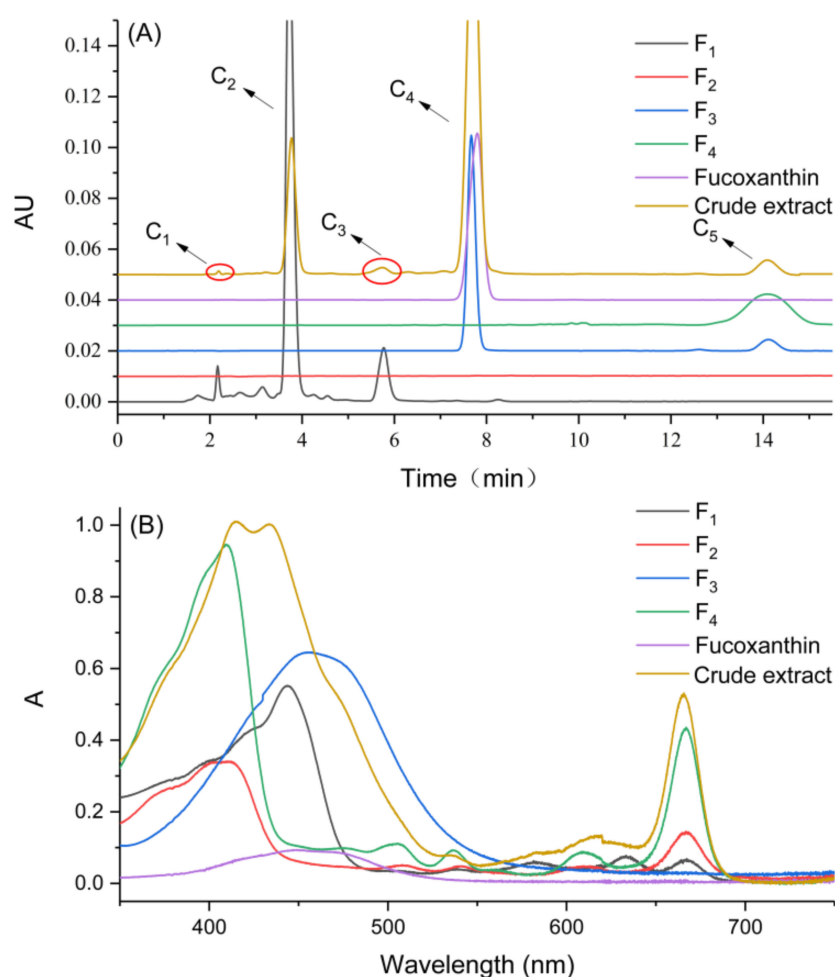 (A)
F₁
F₂
F₃
F₄
Fucoxanthin
Crude extract
C₁
C₂
C₃
C₄
C₅
0.14
0.12
0.10
0.08
0.06
0.04
0.02
0.00
AU
0 2 4 6 8 10 12 14
Time（min）
(B)
F₁
F₂
F₃
F₄
Fucoxanthin
Crude extract
1.0
0.8
0.6
0.4
0.2
0.0
A
400 500 600 700
Wavelength (nm)